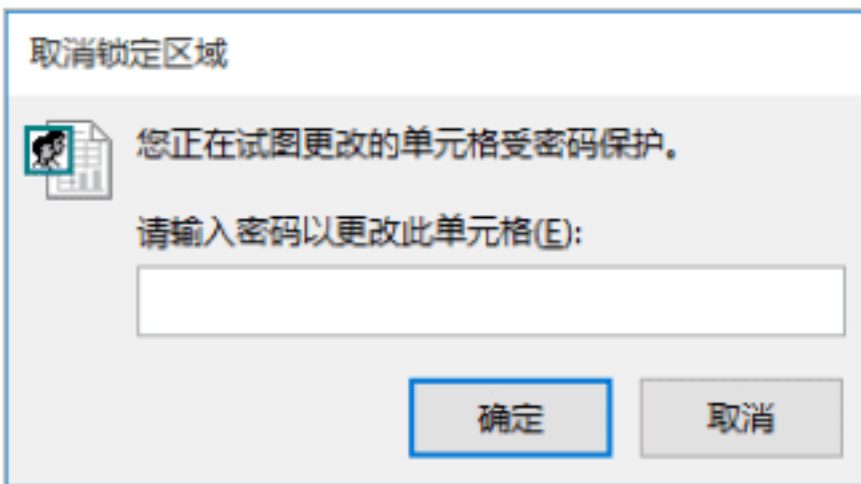 取消锁定区域
您正在试图更改的单元格受密码保护。
请输入密码以更改此单元格(E):
确定
取消